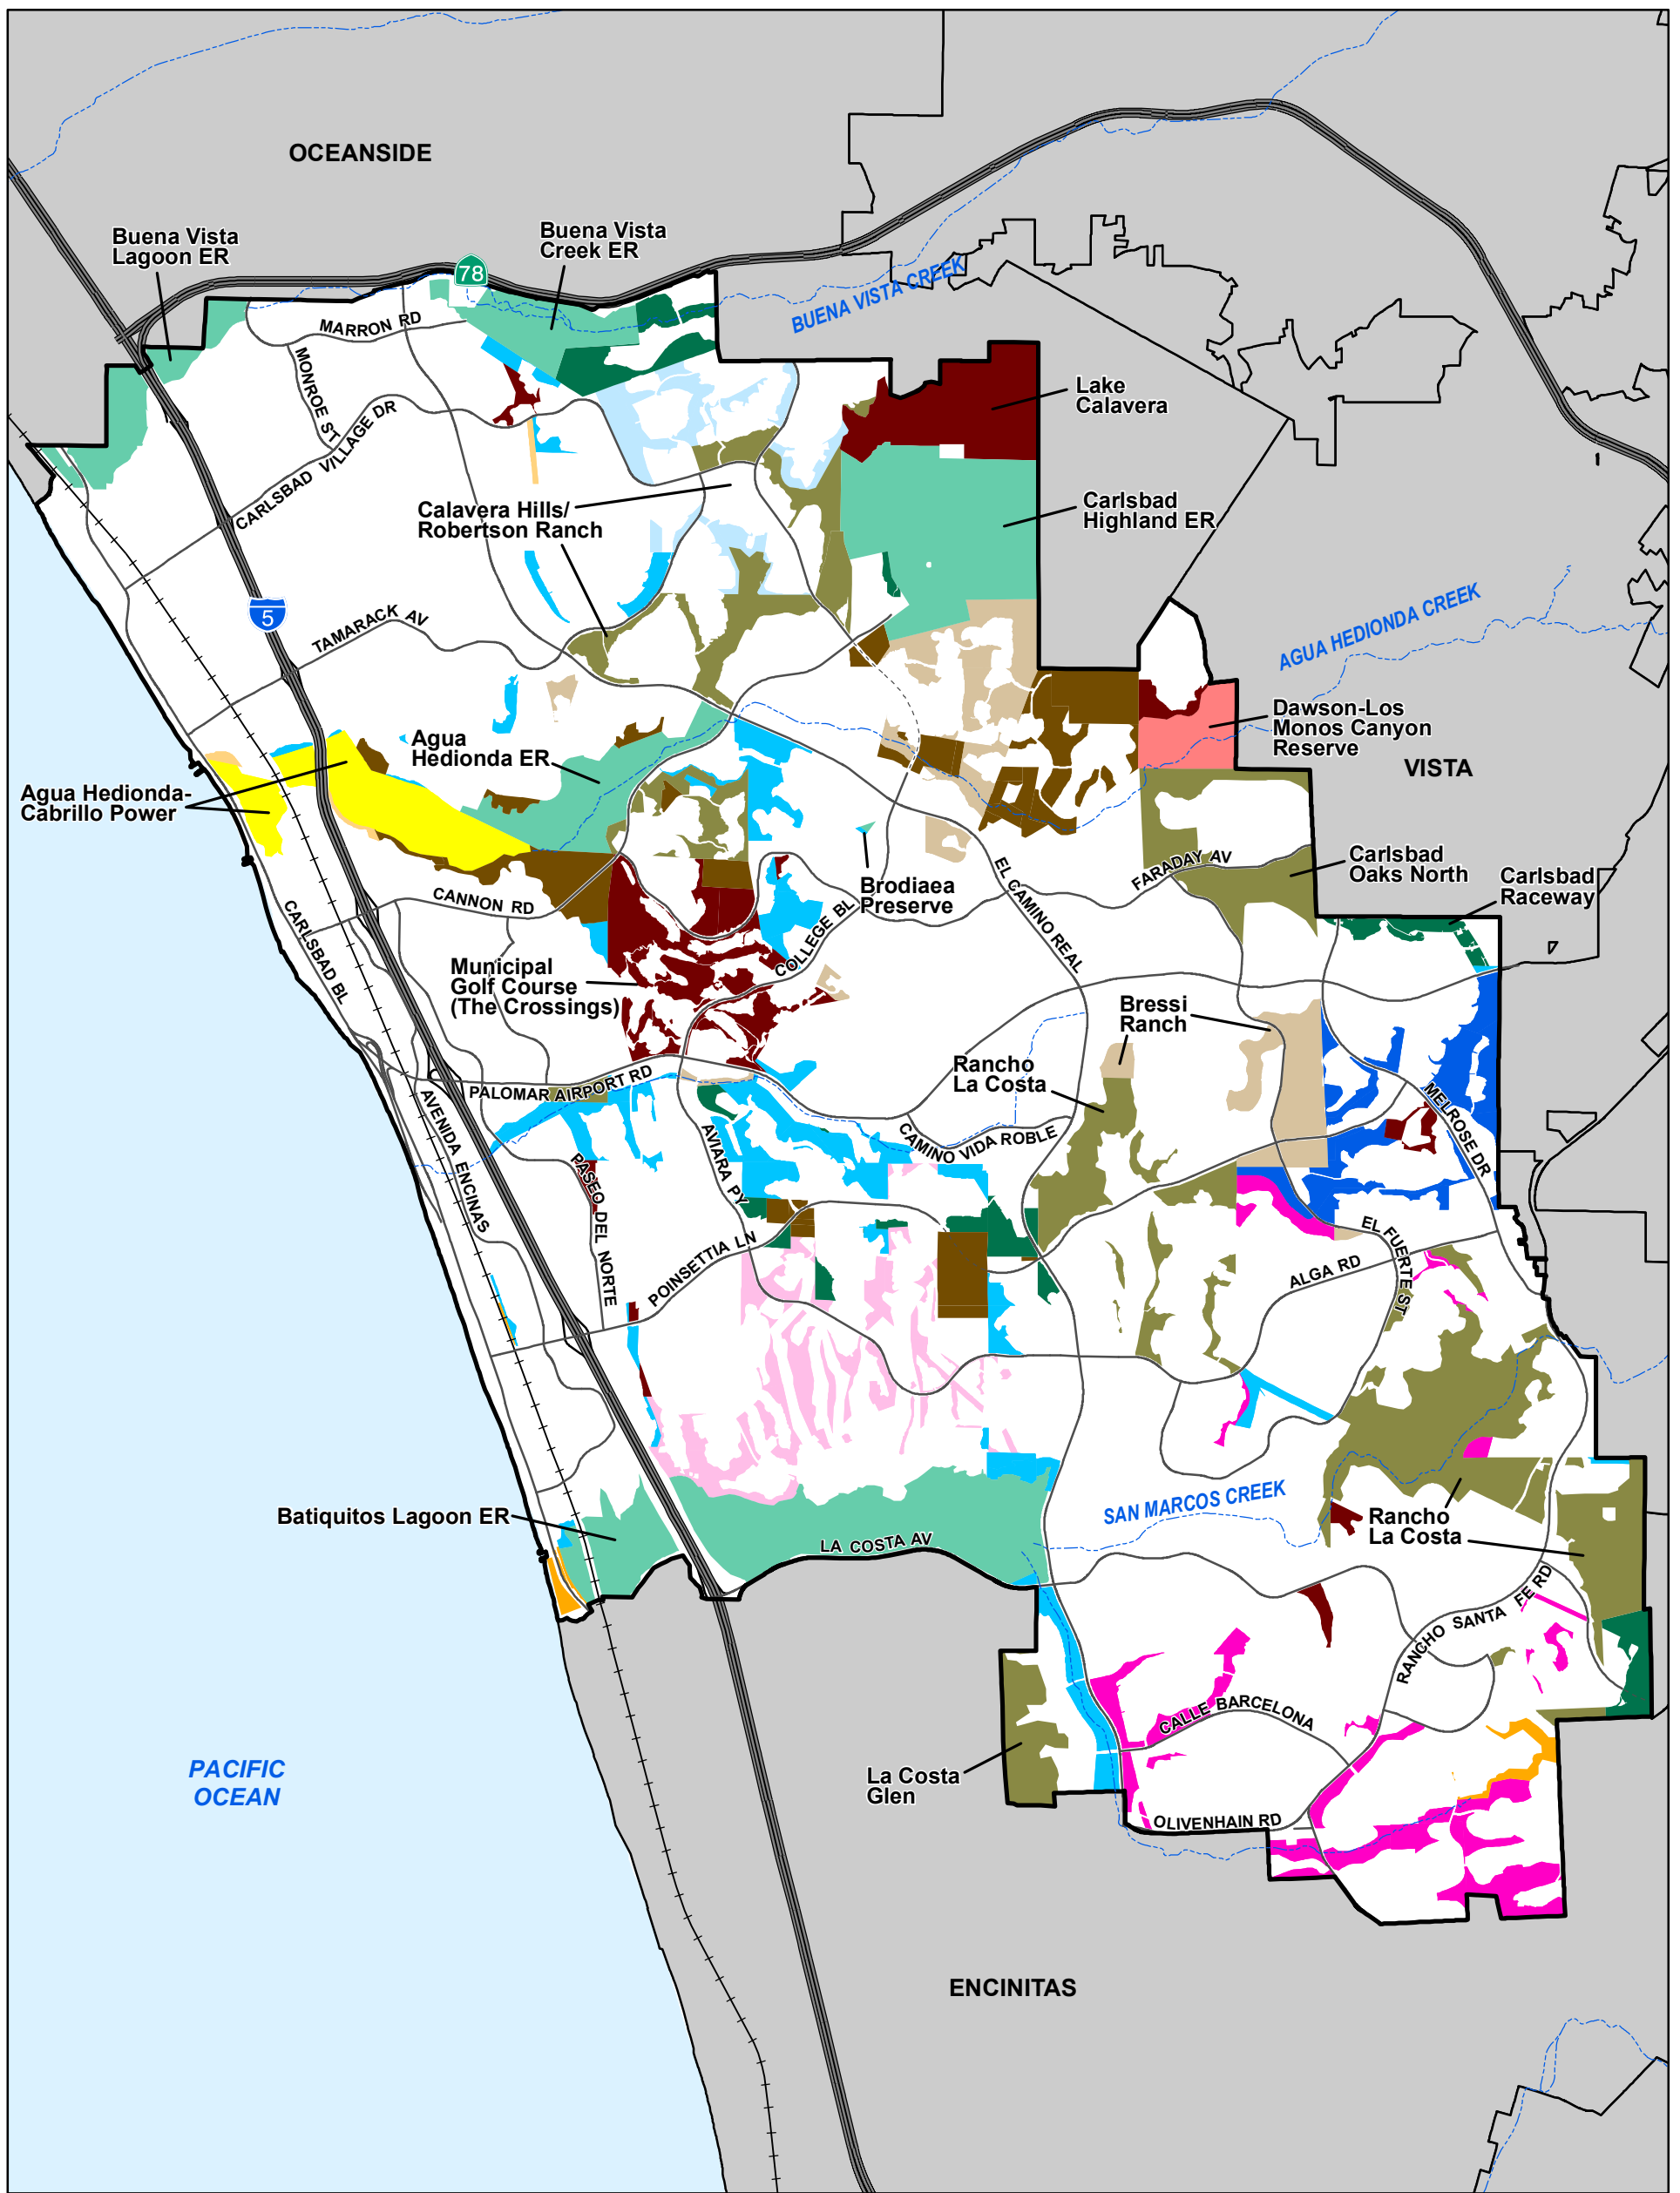 OCEANSIDE
Buena Vista
Lagoon ER
Buena Vista
Creek ER
78
BUENA VISTA CREEK
MARRON RD
MONROE ST
CARLSBAD VILLAGE DR
Lake
Calavera
Calavera Hills/
Robertson Ranch
Carlsbad
Highland ER
5
TAMARACK AV
AGUA HEDIONDA CREEK
Dawson-Los
Monos Canyon
Reserve
VISTA
Agua
Hedionda ER
Agua Hedionda-
Cabrillo Power
Brodiaea
Preserve
EL CAMINO REAL
FARADAY AV
Carlsbad
Oaks North
Carlsbad
Raceway
CANNON RD
CARLSBAD BL
COLLEGE BL
Municipal
Golf Course
(The Crossings)
Bressi
Ranch
Rancho
La Costa
PALOMAR AIRPORT RD
AVENIDA ENCINAS
PASEO DEL NORTE
AVIARA PY
CAMINO VIDA ROBLE
MELROSE DR
POINSETTIA LN
EL FUERTE ST
ALGA RD
Batiquitos Lagoon ER
LA COSTA AV
SAN MARCOS CREEK
Rancho
La Costa
RANCHO SANTA FE RD
CALLE BARCELONA
La Costa
Glen
OLIVENHAIN RD
PACIFIC
OCEAN
ENCINITAS